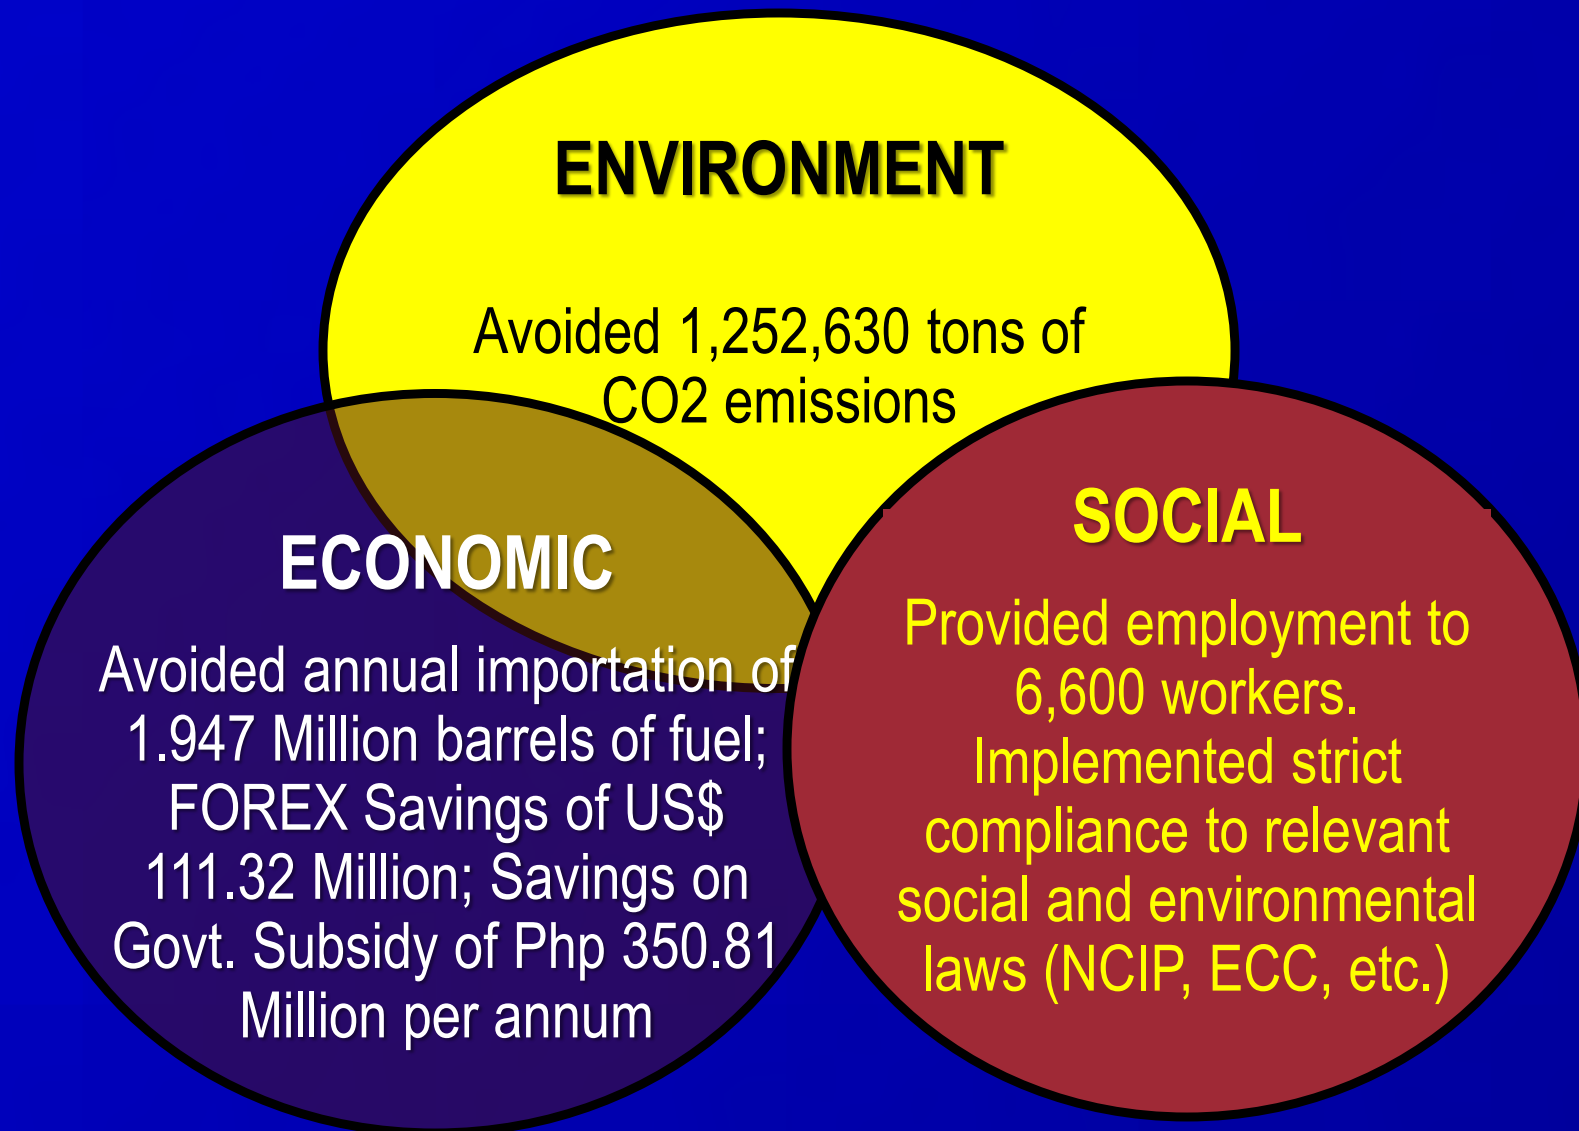 ENVIRONMENT
Avoided 1,252,630 tons of
CO2 emissions
ECONOMIC
Avoided annual importation of
1.947 Million barrels of fuel;
FOREX Savings of US$
111.32 Million; Savings on
Govt. Subsidy of Php 350.81
Million per annum
SOCIAL
Provided employment to
6,600 workers.
Implemented strict
compliance to relevant
social and environmental
laws (NCIP, ECC, etc.)